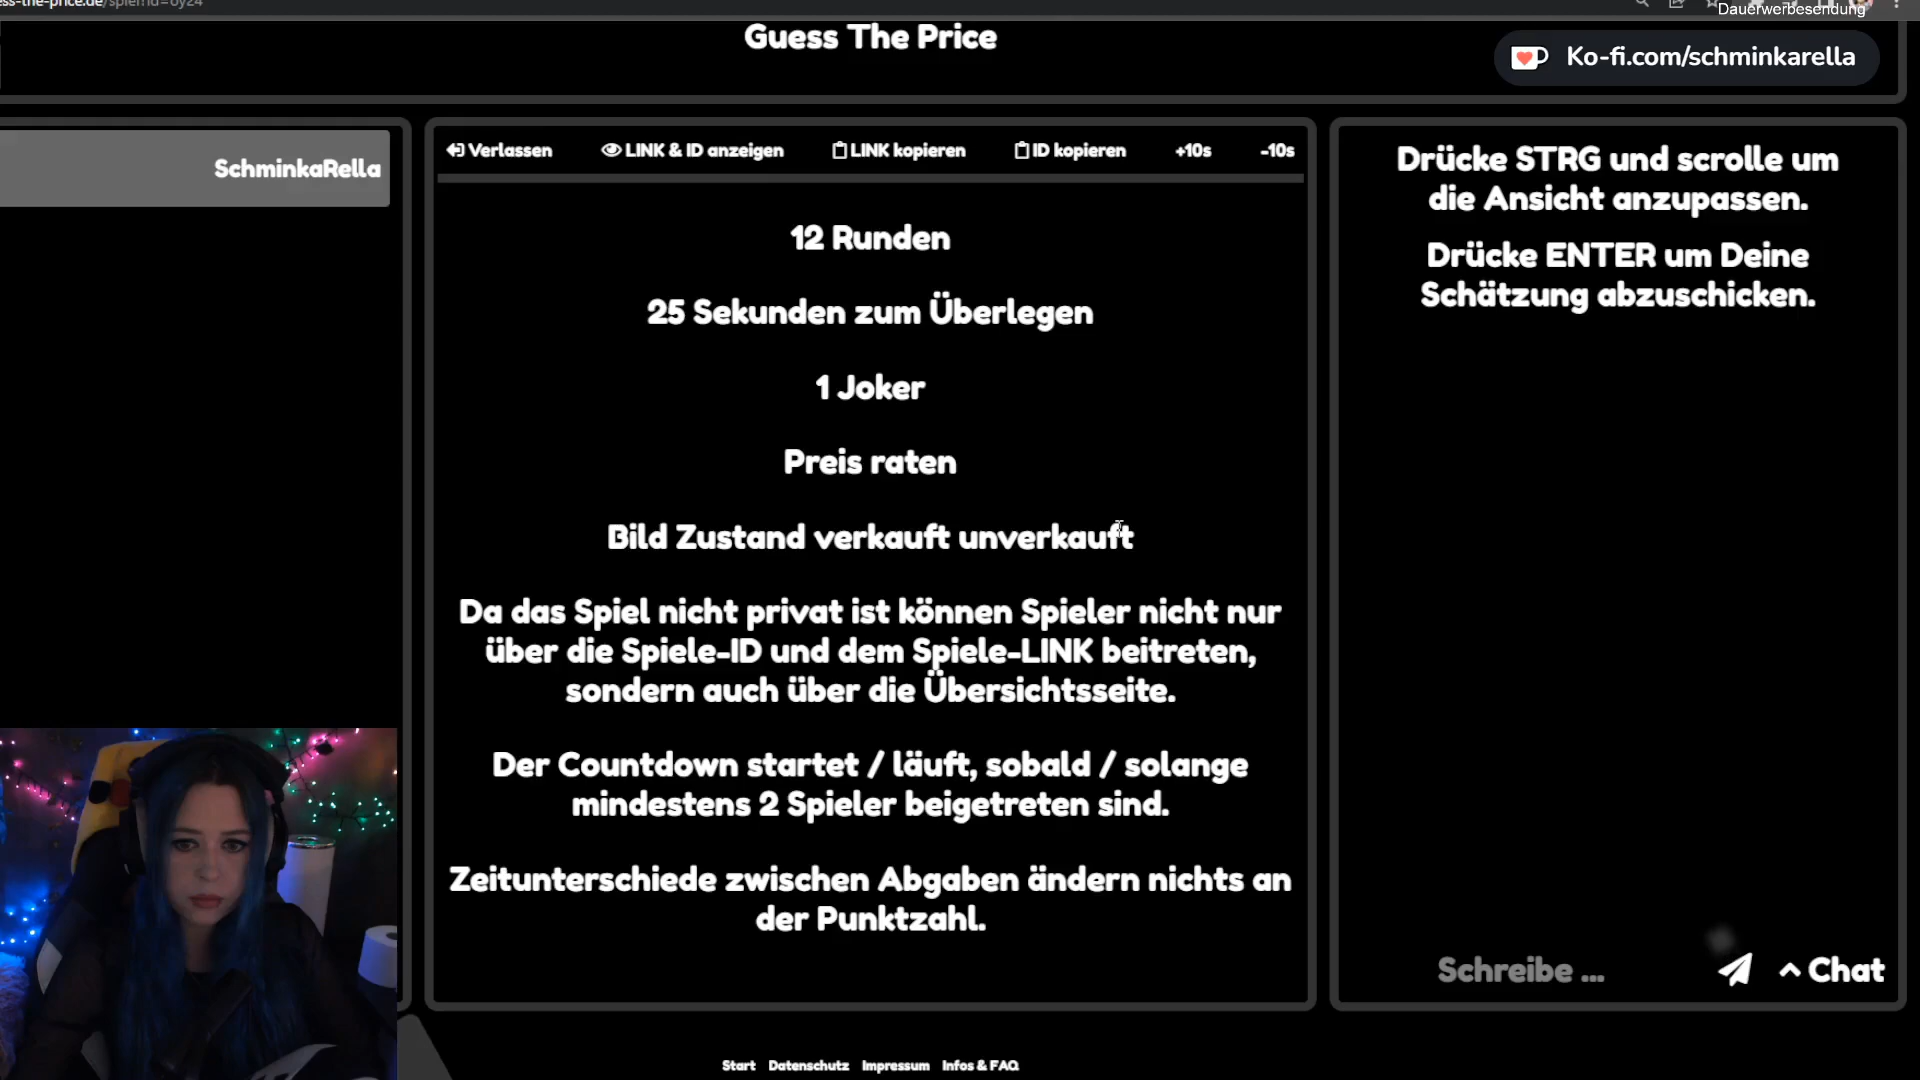 Dauerwerbesendung
Guess The Price
Ko-fi.com/schminkarella
SchminkaRella
Verlassen
LINK & ID anzeigen
LINK kopieren
ID kopieren
+10s
-10s
12 Runden
25 Sekunden zum Überlegen
1 Joker
Preis raten
Bild Zustand verkauft unverkauft
Da das Spiel nicht privat ist können Spieler nicht nur
über die Spiele-ID und dem Spiele-LINK beitreten,
sondern auch über die Übersichtsseite.
Der Countdown startet / läuft, sobald / solange
mindestens 2 Spieler beigetreten sind.
Zeitunterschiede zwischen Abgaben ändern nichts an
der Punktzahl.
Drücke STRG und scrolle um
die Ansicht anzupassen.
Drücke ENTER um Deine
Schätzung abzuschicken.
Schreibe ...
Chat
Start
Datenschutz
Impressum
Infos & FAQ